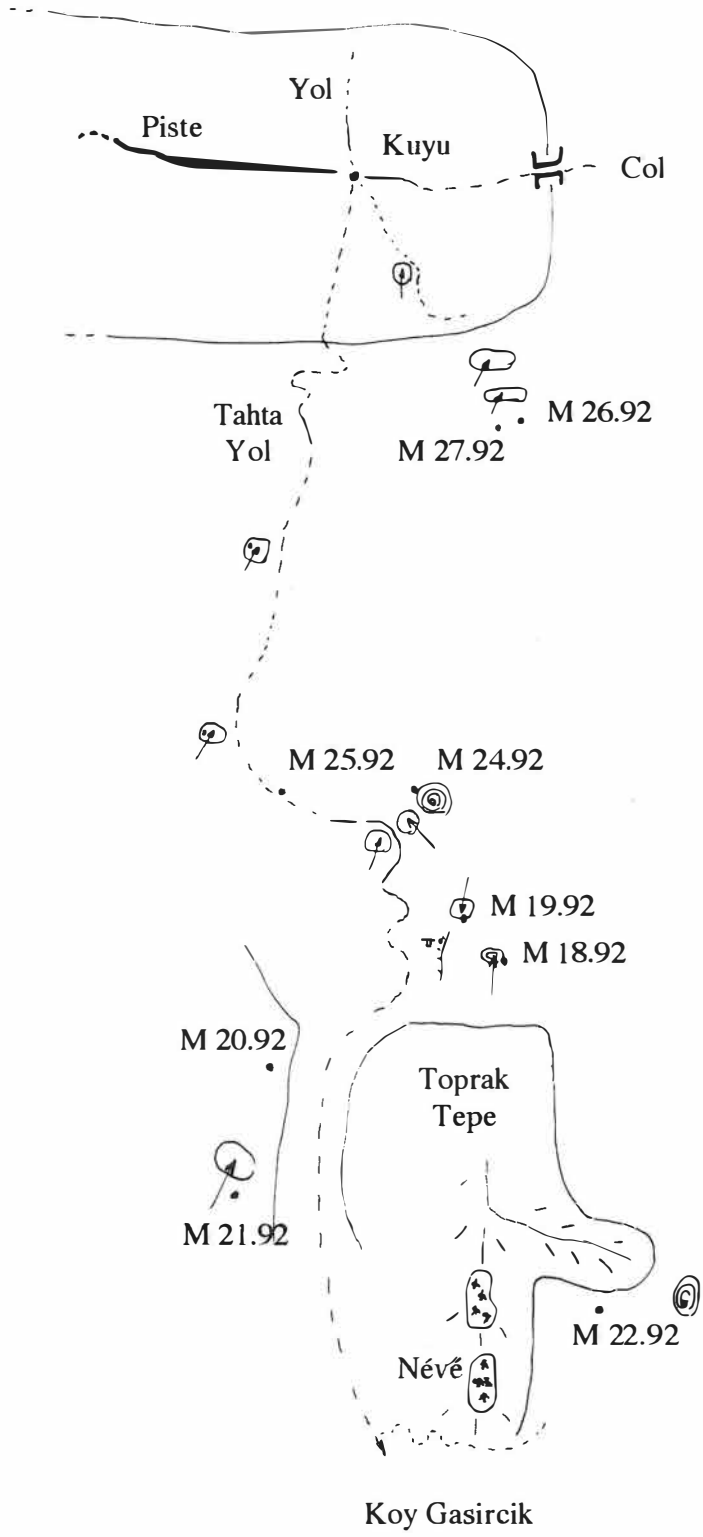 Yol
Piste
Kuyu
Col
Tahta
Yol
M 26.92
M 27.92
M 25.92
M 24.92
M 19.92
M 18.92
M 20.92
Toprak
Tepe
M 21.92
M 22.92
Névé
Koy Gasircik